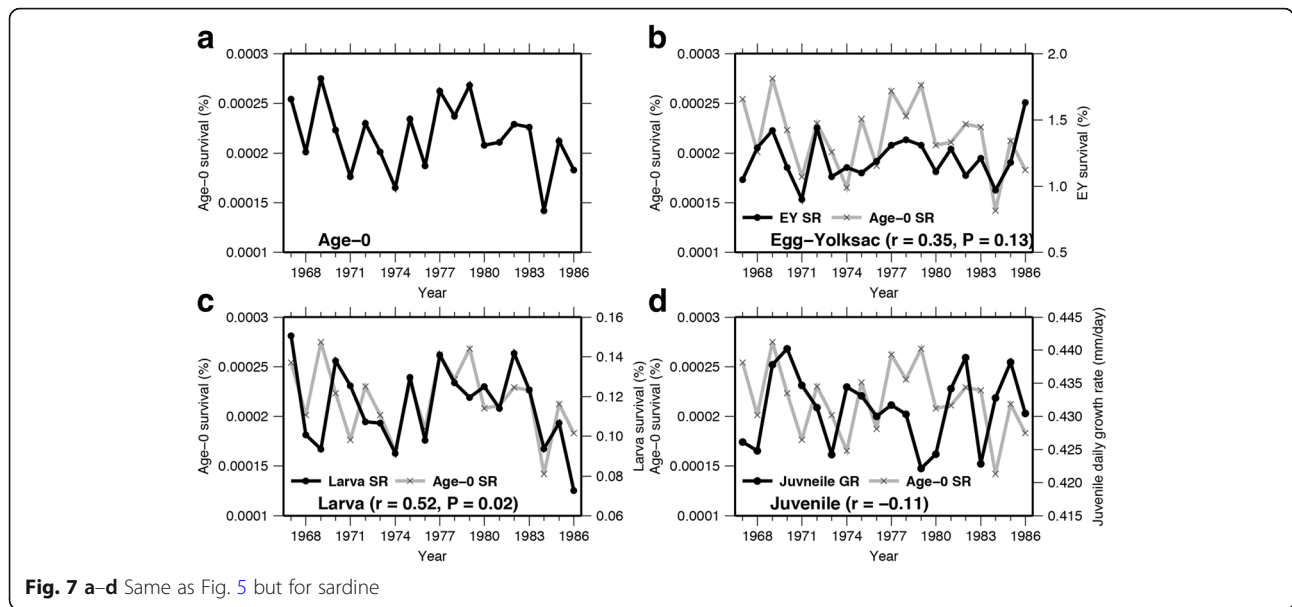 a
0.0003
0.00025
0.0002
0.00015
0.0001
Age−0 survival (%)
Age−0
1968 1971 1974 1977 1980 1983 1986
Year
b
0.0003
0.00025
0.0002
0.00015
0.0001
Age−0 survival (%)
2.0
1.5
1.0
0.5
EY survival (%)
EY SR Age−0 SR
Egg−Yolksac (r = 0.35, P = 0.13)
1968 1971 1974 1977 1980 1983 1986
Year
c
0.0003
0.00025
0.0002
0.00015
0.0001
Age−0 survival (%)
0.16
0.14
0.12
0.10
0.08
0.06
Larva survival (%)
Larva SR Age−0 SR
Larva (r = 0.52, P = 0.02)
1968 1971 1974 1977 1980 1983 1986
Year
d
0.0003
0.00025
0.0002
0.00015
0.0001
Age−0 survival (%)
0.445
0.440
0.435
0.430
0.425
0.420
0.415
Juvenile daily growth rate (mm/day)
Juvneile GR Age−0 SR
Juvenile (r = −0.11)
1968 1971 1974 1977 1980 1983 1986
Year
Fig. 7 a–d Same as Fig. 5 but for sardine